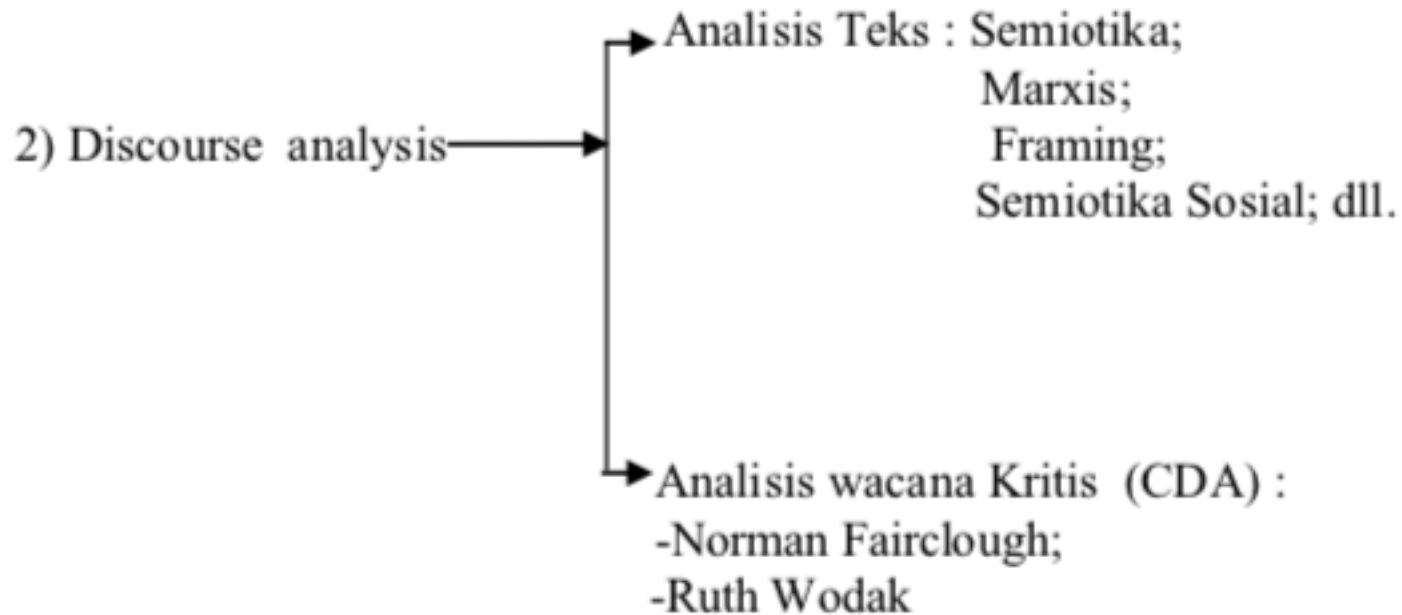 Analisis Teks : Semiotika;
Marxis;
2) Discourse analysis
Framing;
Semiotika Sosial; dll.
Analisis wacana Kritis (CDA) :
-Norman Fairclough;
-Ruth Wodak